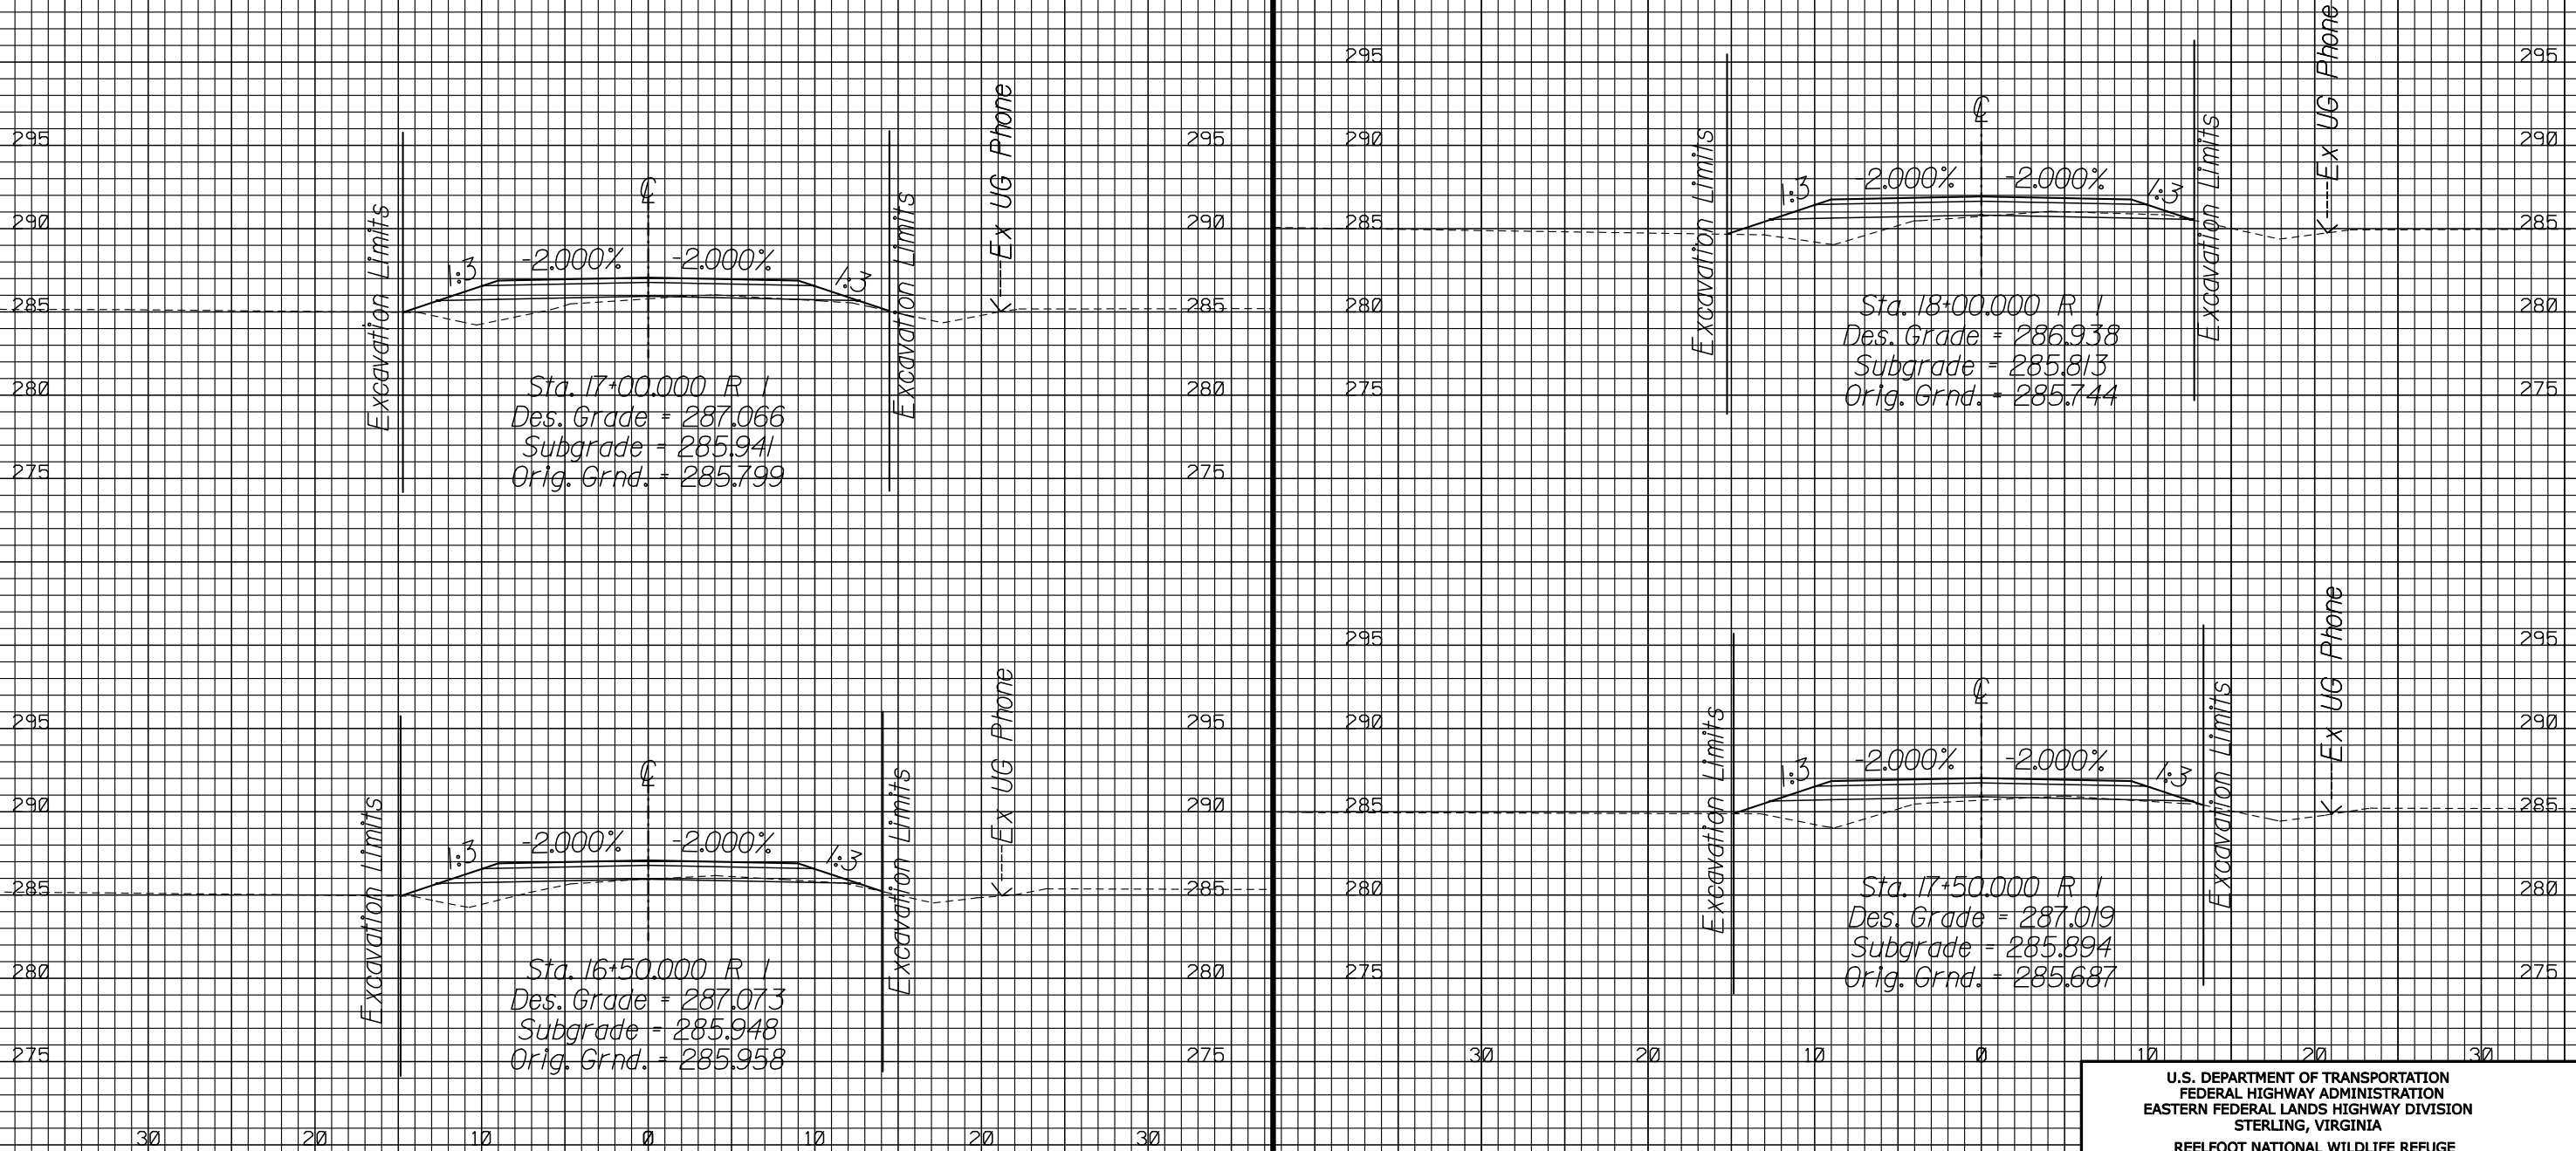 295
295
290
290
285
285
280
280
275
275
Excavation Limits
1:3
-2.000%
℄
-2.000%
1:3
Excavation Limits
<----Ex UG Phone
Sta. 17+00.000 R 1
Des. Grade = 287.066
Subgrade = 285.941
Orig. Grnd. = 285.799
295
295
290
290
285
285
280
280
275
275
Excavation Limits
1:3
-2.000%
℄
-2.000%
1:3
Excavation Limits
<----Ex UG Phone
Sta. 16+50.000 R 1
Des. Grade = 287.073
Subgrade = 285.948
Orig. Grnd. = 285.958
30 20 10 0 10 20 30
295
295
290
290
285
285
280
280
275
275
Excavation Limits
1:3
-2.000%
℄
-2.000%
1:3
Excavation Limits
<----Ex UG Phone
Sta. 18+00.000 R 1
Des. Grade = 286.938
Subgrade = 285.813
Orig. Grnd. = 285.744
295
295
290
290
285
285
280
280
275
275
Excavation Limits
1:3
-2.000%
℄
-2.000%
1:3
Excavation Limits
<----Ex UG Phone
Sta. 17+50.000 R 1
Des. Grade = 287.019
Subgrade = 285.894
Orig. Grnd. = 285.687
30 20 10 0 10 20 30
U.S. DEPARTMENT OF TRANSPORTATION
FEDERAL HIGHWAY ADMINISTRATION
EASTERN FEDERAL LANDS HIGHWAY DIVISION
STERLING, VIRGINIA
REELFOOT NATIONAL WILDLIFE REFUGE